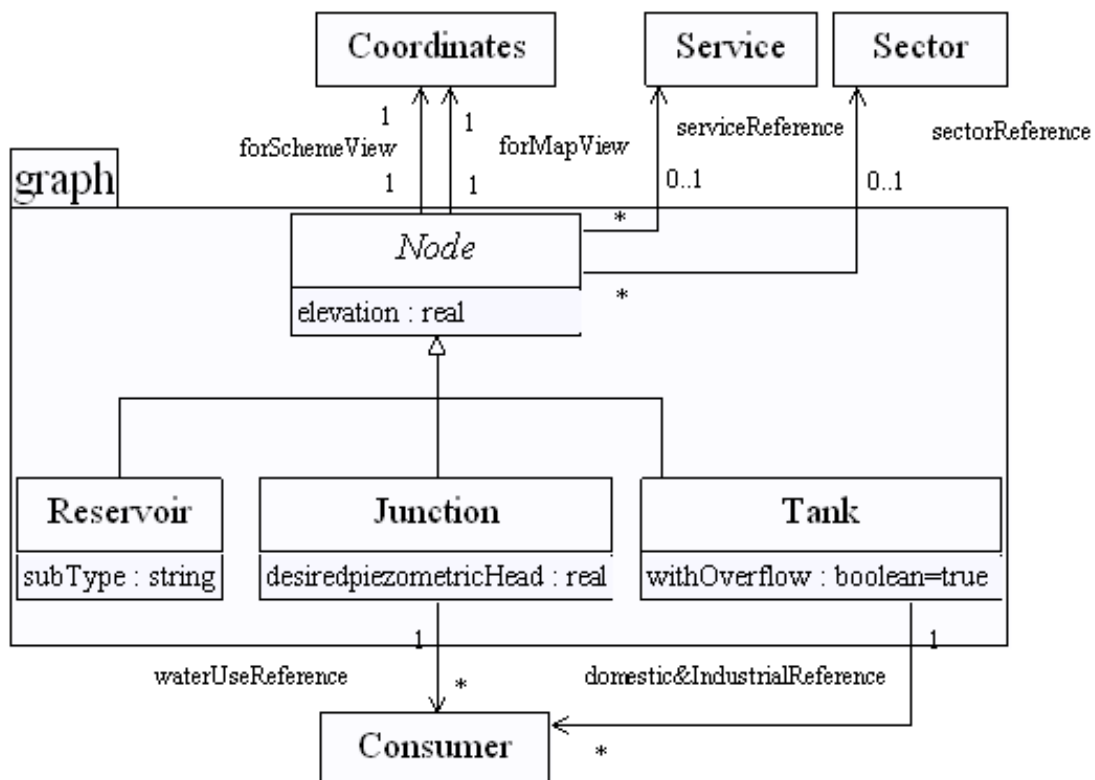 Coordinates
Service
Sector
1
1
forSchemeView
forMapView
serviceReference
sectorReference
1
1
0..1
0..1
graph
*
Node
*
elevation : real
Reservoir
Junction
Tank
subType : string
desiredpiezometricHead : real
withOverflow : boolean=true
1
1
waterUseReference
*
domestic&IndustrialReference
Consumer
*